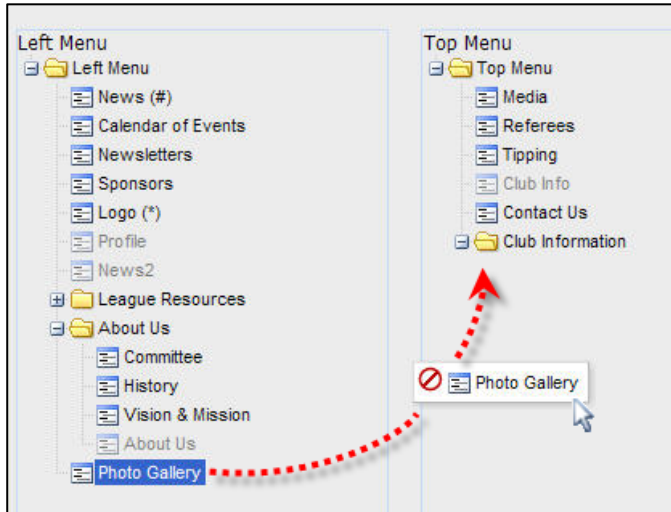 Left Menu
Left Menu
News (#)
Calendar of Events
Newsletters
Sponsors
Logo (*)
Profile
News2
League Resources
About Us
Committee
History
Vision & Mission
About Us
Photo Gallery
Top Menu
Top Menu
Media
Referees
Tipping
Club Info
Contact Us
Club Information
Photo Gallery